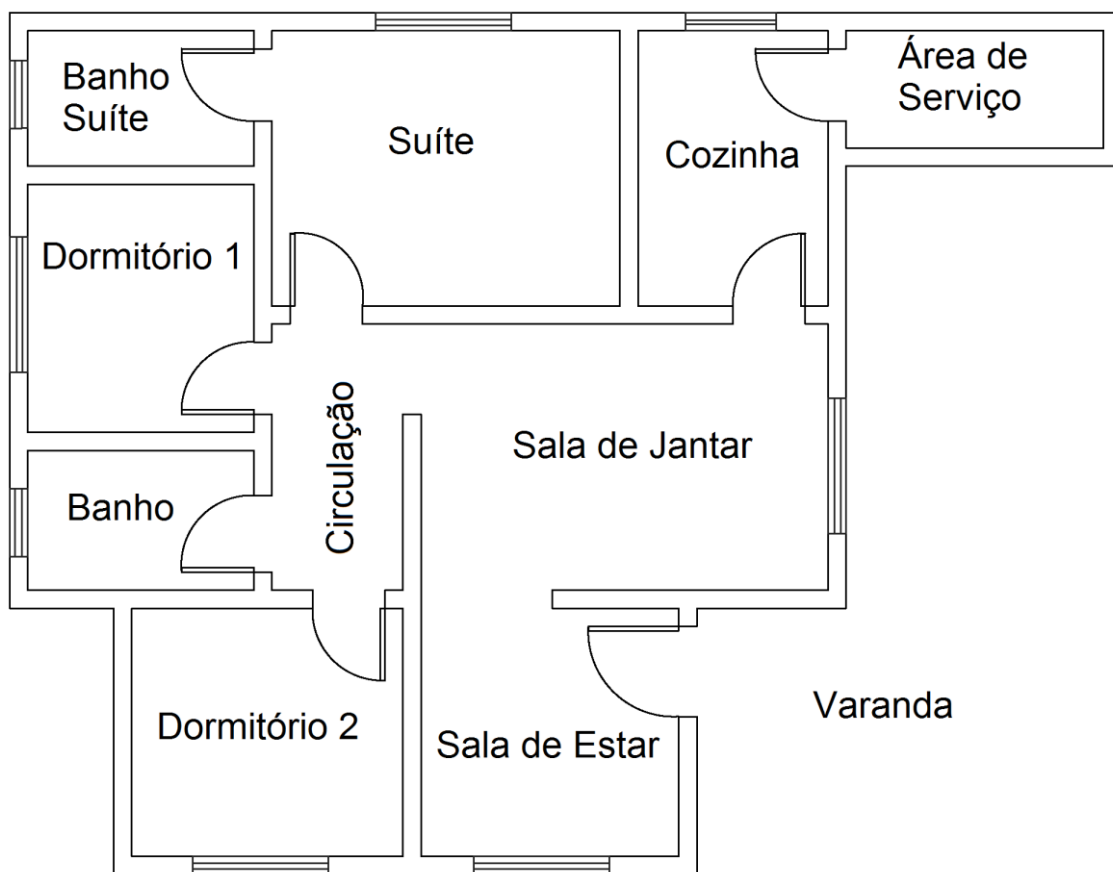 Banho
Suíte
Suíte
Cozinha
Área de
Serviço
Dormitório 1
Circulação
Sala de Jantar
Banho
Dormitório 2
Sala de Estar
Varanda